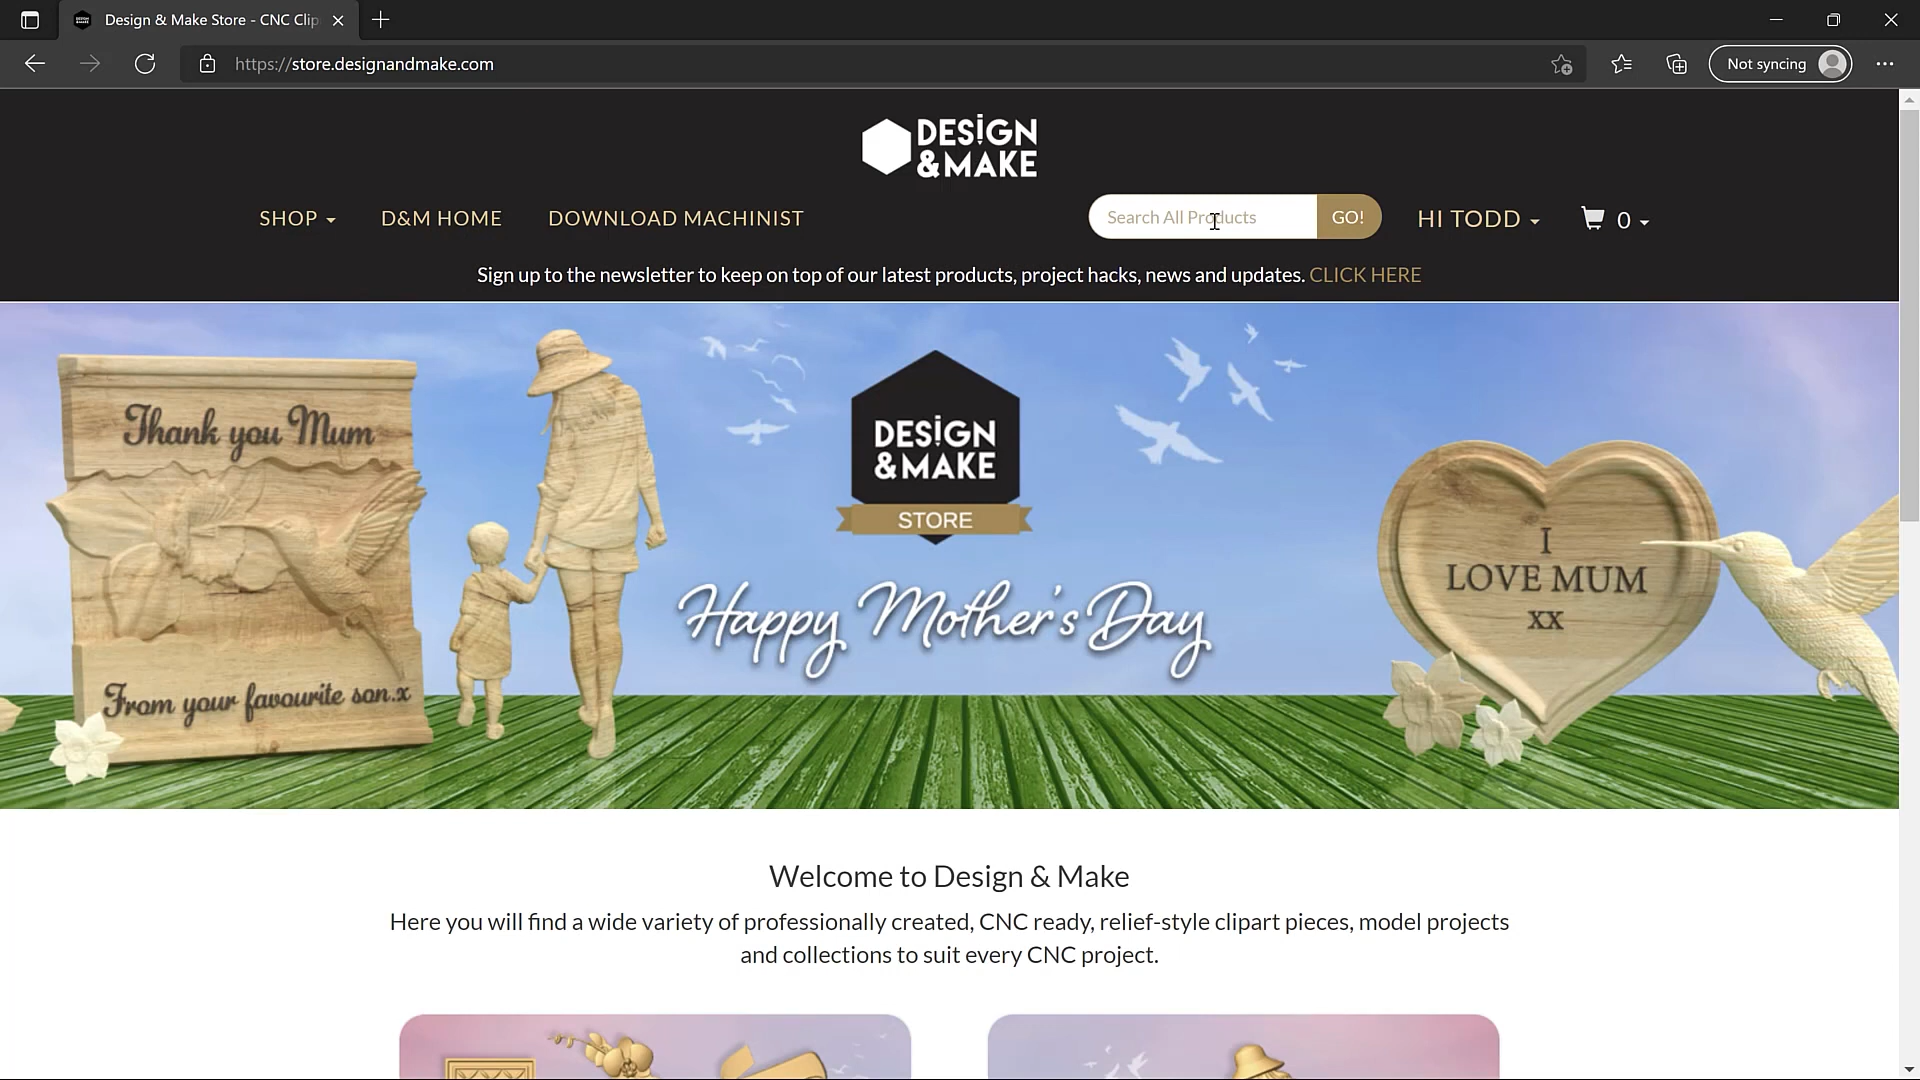 Design & Make Store - CNC Clip
https://store.designandmake.com
Not syncing
DESIGN
&MAKE
SHOP
D&M HOME
DOWNLOAD MACHINIST
Search All Products
GO!
HI TODD
0
Sign up to the newsletter to keep on top of our latest products, project hacks, news and updates. CLICK HERE
Thank you Mum
From your favourite son.x
DESIGN
&MAKE
STORE
Happy Mother's Day
I
LOVE MUM
xx
Welcome to Design & Make
Here you will find a wide variety of professionally created, CNC ready, relief-style clipart pieces, model projects
and collections to suit every CNC project.